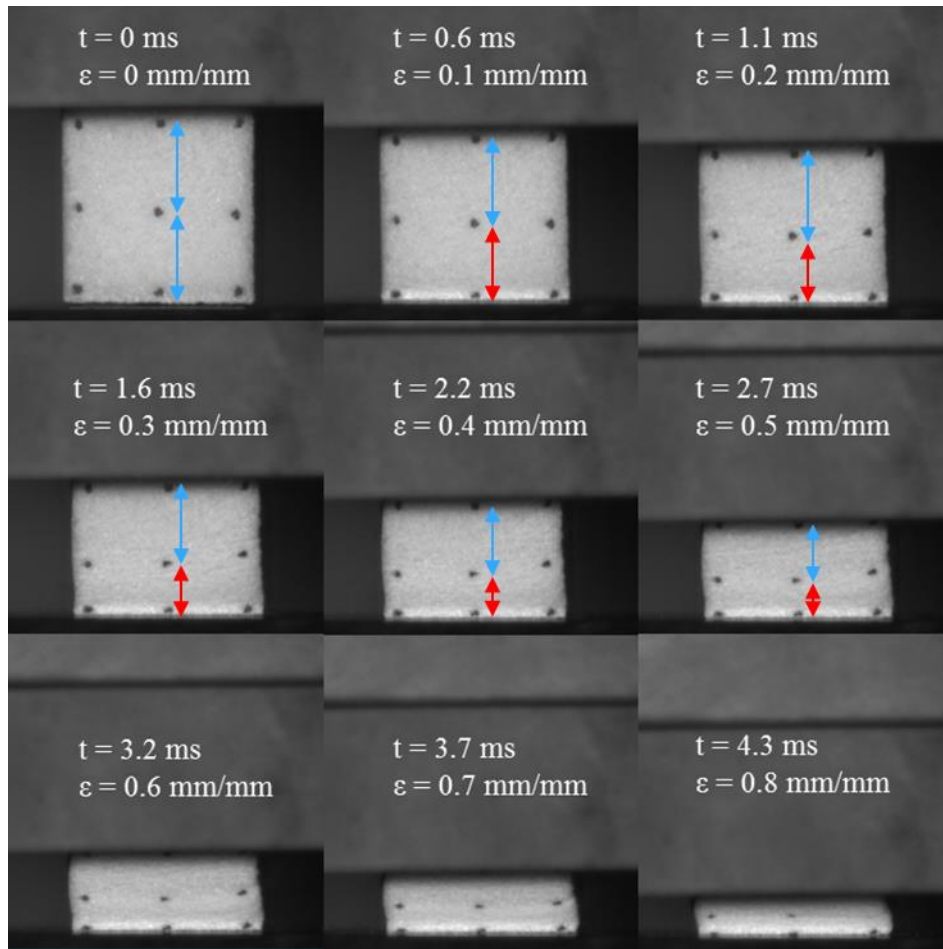 t = 0 ms
ε = 0 mm/mm
t = 0.6 ms
ε = 0.1 mm/mm
t = 1.1 ms
ε = 0.2 mm/mm
t = 1.6 ms
ε = 0.3 mm/mm
t = 2.2 ms
ε = 0.4 mm/mm
t = 2.7 ms
ε = 0.5 mm/mm
t = 3.2 ms
ε = 0.6 mm/mm
t = 3.7 ms
ε = 0.7 mm/mm
t = 4.3 ms
ε = 0.8 mm/mm